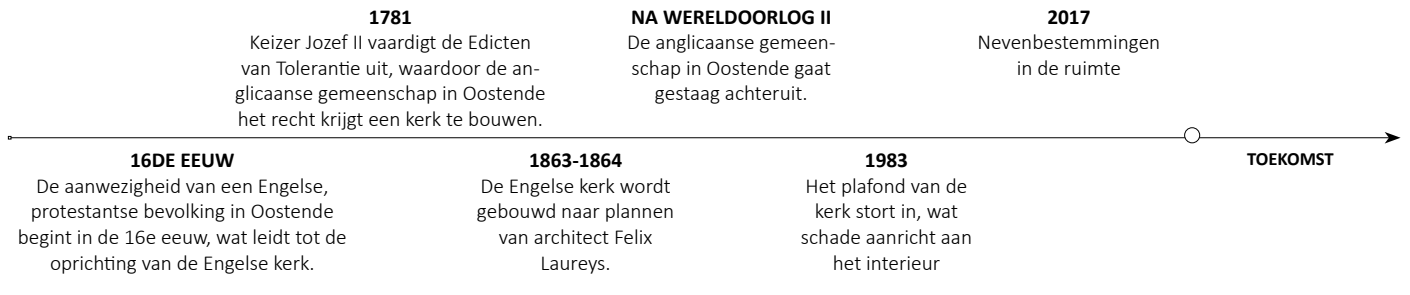 1781
Keizer Jozef II vaardigt de Edicten
van Tolerantie uit, waardoor de an-
glicaanse gemeenschap in Oostende
het recht krijgt een kerk te bouwen.
NA WERELDOORLOG II
De anglicaanse gemeen-
schap in Oostende gaat
gestaag achteruit.
2017
Nevenbestemmingen
in de ruimte
16DE EEUW
De aanwezigheid van een Engelse,
protestantse bevolking in Oostende
begint in de 16e eeuw, wat leidt tot de
oprichting van de Engelse kerk.
1863-1864
De Engelse kerk wordt
gebouwd naar plannen
van architect Felix
Laureys.
1983
Het plafond van de
kerk stort in, wat
schade aanricht aan
het interieur
TOEKOMST